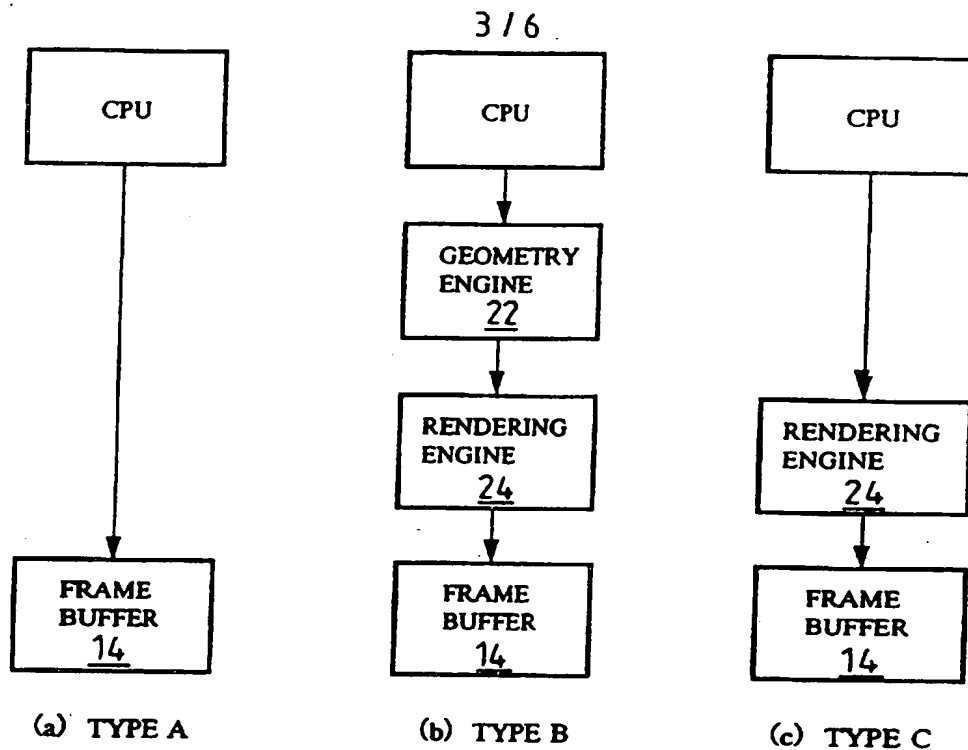 3/6
CPU
FRAME
BUFFER
14
(a) TYPE A
CPU
GEOMETRY
ENGINE
22
RENDERING
ENGINE
24
FRAME
BUFFER
14
(b) TYPE B
CPU
RENDERING
ENGINE
24
FRAME
BUFFER
14
(c) TYPE C